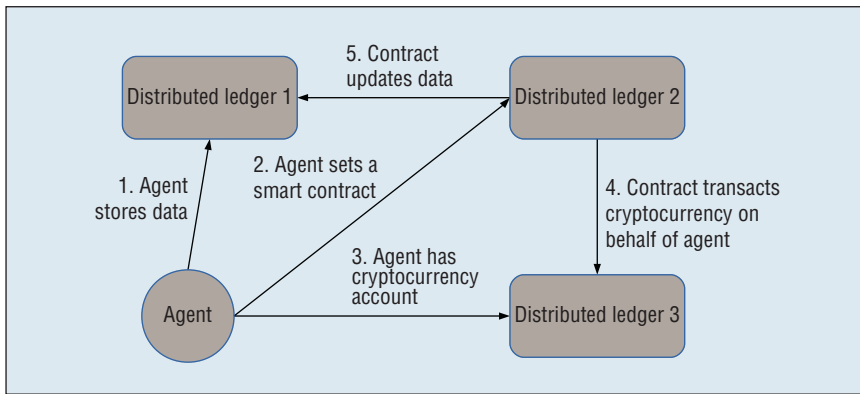 5. Contract
updates data
Distributed ledger 1
Distributed ledger 2
2. Agent sets a
smart contract
1. Agent
stores data
4. Contract transacts
cryptocurrency on
behalf of agent
3. Agent has
cryptocurrency
account
Agent
Distributed ledger 3